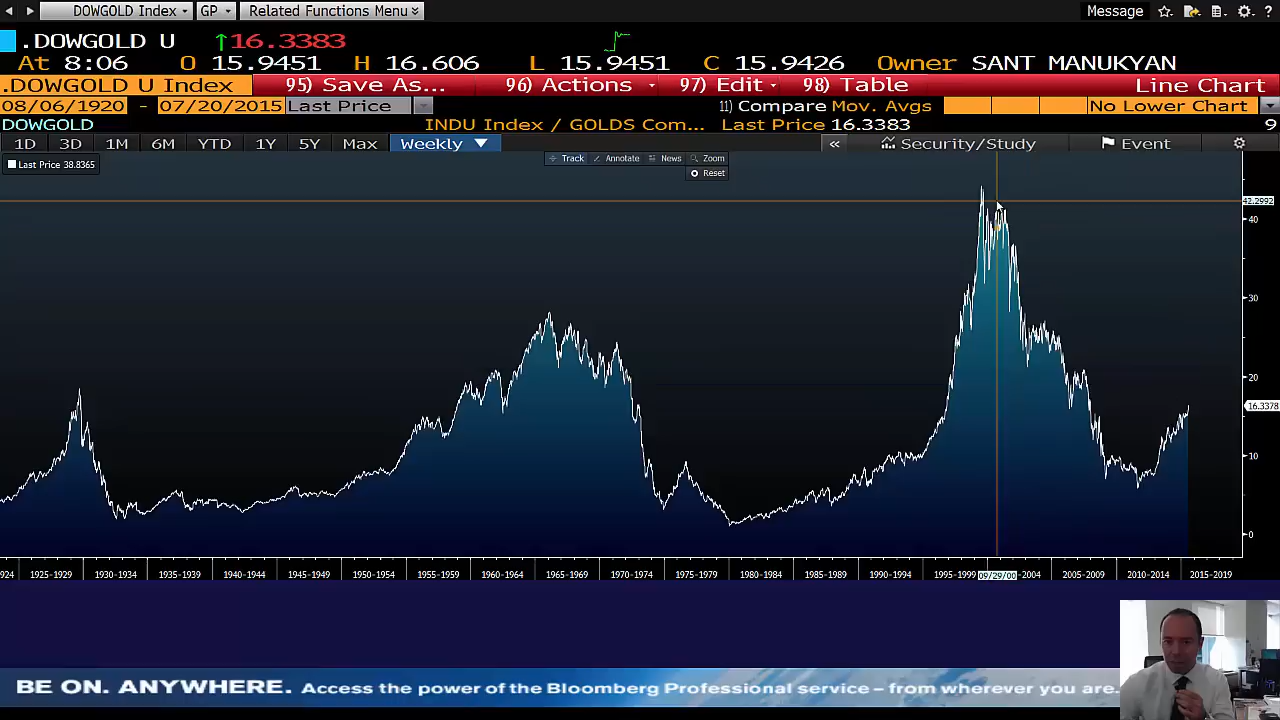 DOWGOLD Index GP Related Functions Menu Message
.DOWGOLD U ↑16.3383
At 8:06 O 15.9451 H 16.606 L 15.9451 C 15.9426 Owner SANT MANUKYAN
.DOWGOLD U Index 95) Save As... 96) Actions 97) Edit 98) Table Line Chart
08/06/1920 - 07/20/2015 Last Price 11) Compare Mov. Avgs No Lower Chart
DOWGOLD INDU Index / GOLDS Com... Last Price 16.3383 9
1D 3D 1M 6M YTD 1Y 5Y Max Weekly ▼ « Security/Study Event
Track Annotate News Zoom
Last Price 38.8365
Reset
42.2992
40
30
20
16.3378
10
0
924 1925-1929 1930-1934 1935-1939 1940-1944 1945-1949 1950-1954 1955-1959 1960-1964 1965-1969 1970-1974 1975-1979 1980-1984 1985-1989 1990-1994 1995-1999 09/29/00 -2004 2005-2009 2010-2014 2015-2019
BE ON. ANYWHERE. Access the power of the Bloomberg Professional service – from wherever you are.